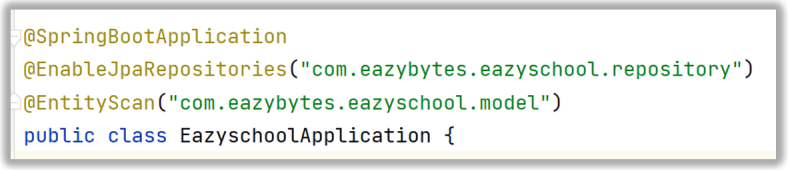 @SpringBootApplication
@EnableJpaRepositories("com.eazybytes.eazyschool.repository")
@EntityScan("com.eazybytes.eazyschool.model")
public class EazyschoolApplication {